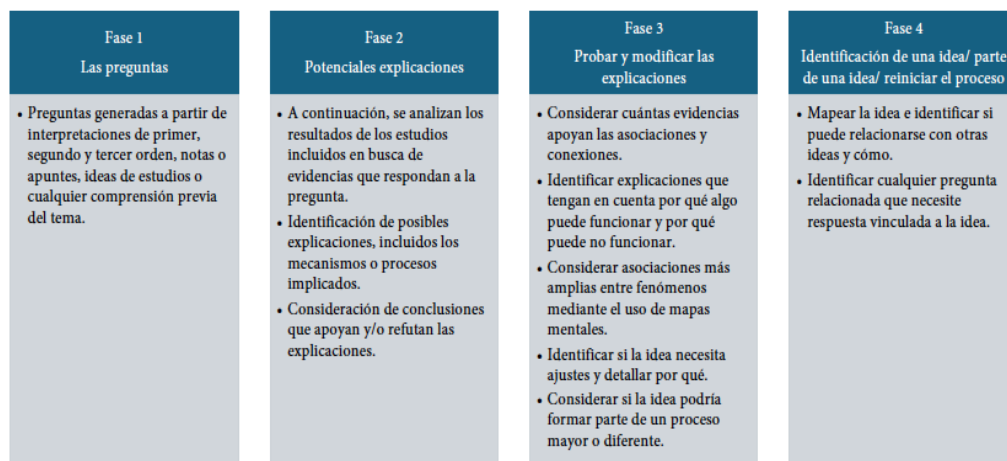 Fase 1
Las preguntas
• Preguntas generadas a partir de
interpretaciones de primer,
segundo y tercer orden, notas o
apuntes, ideas de estudios o
cualquier comprensión previa
del tema.
Fase 2
Potenciales explicaciones
• A continuación, se analizan los
resultados de los estudios
incluidos en busca de
evidencias que respondan a la
pregunta.
• Identificación de posibles
explicaciones, incluidos los
mecanismos o procesos
implicados.
• Consideración de conclusiones
que apoyan y/o refutan las
explicaciones.
Fase 3
Probar y modificar las
explicaciones
• Considerar cuántas evidencias
apoyan las asociaciones y
conexiones.
• Identificar explicaciones que
tengan en cuenta por qué algo
puede funcionar y por qué
puede no funcionar.
• Considerar asociaciones más
amplias entre fenómenos
mediante el uso de mapas
mentales.
• Identificar si la idea necesita
ajustes y detallar por qué.
• Considerar si la idea podría
formar parte de un proceso
mayor o diferente.
Fase 4
Identificación de una idea/ parte
de una idea/ reiniciar el proceso
• Mapear la idea e identificar si
puede relacionarse con otras
ideas y cómo.
• Identificar cualquier pregunta
relacionada que necesite
respuesta vinculada a la idea.